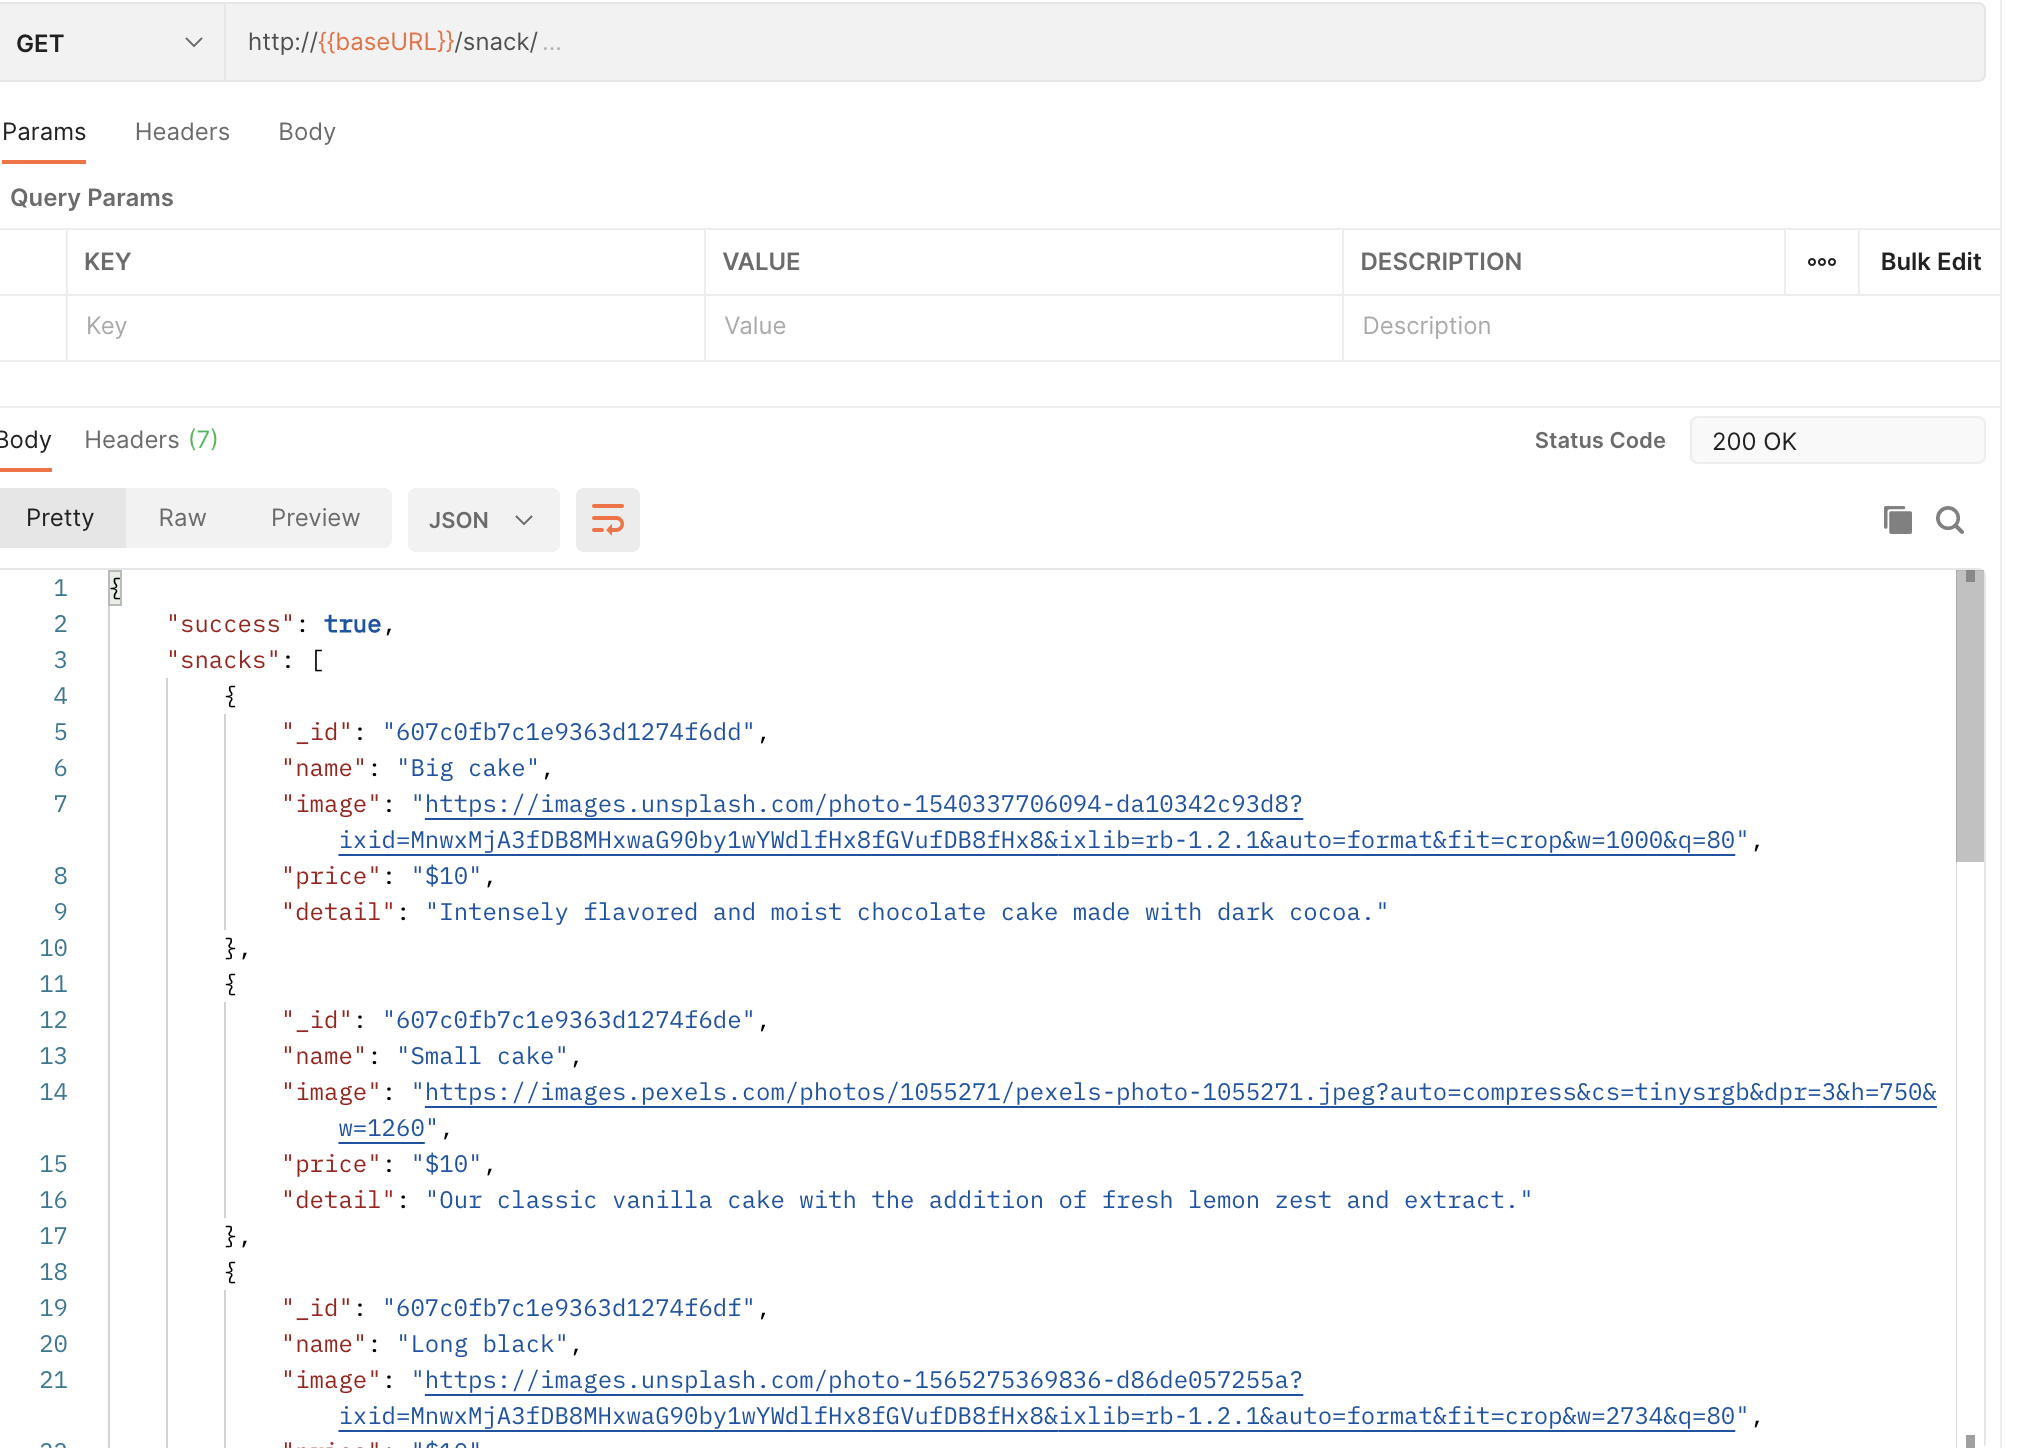 GET http://{{baseURL}}/snack/ ...
Params Headers Body
Query Params
KEY VALUE DESCRIPTION ooo Bulk Edit
Key Value Description
Body Headers (7) Status Code 200 OK
Pretty Raw Preview JSON
1 {
2 "success": true,
3 "snacks": [
4 {
5 "_id": "607c0fb7c1e9363d1274f6dd",
6 "name": "Big cake",
7 "image": "https://images.unsplash.com/photo-1540337706094-da10342c93d8?
ixid=MnwxMjA3fDB8MHxwaG90by1wYWdlfHx8fGVufDB8fHx8&ixlib=rb-1.2.1&auto=format&fit=crop&w=1000&q=80",
8 "price": "$10",
9 "detail": "Intensely flavored and moist chocolate cake made with dark cocoa."
10 },
11 {
12 "_id": "607c0fb7c1e9363d1274f6de",
13 "name": "Small cake",
14 "image": "https://images.pexels.com/photos/1055271/pexels-photo-1055271.jpeg?auto=compress&cs=tinysrgb&dpr=3&h=750&
w=1260",
15 "price": "$10",
16 "detail": "Our classic vanilla cake with the addition of fresh lemon zest and extract."
17 },
18 {
19 "_id": "607c0fb7c1e9363d1274f6df",
20 "name": "Long black",
21 "image": "https://images.unsplash.com/photo-1565275369836-d86de057255a?
ixid=MnwxMjA3fDB8MHxwaG90by1wYWdlfHx8fGVufDB8fHx8&ixlib=rb-1.2.1&auto=format&fit=crop&w=2734&q=80",